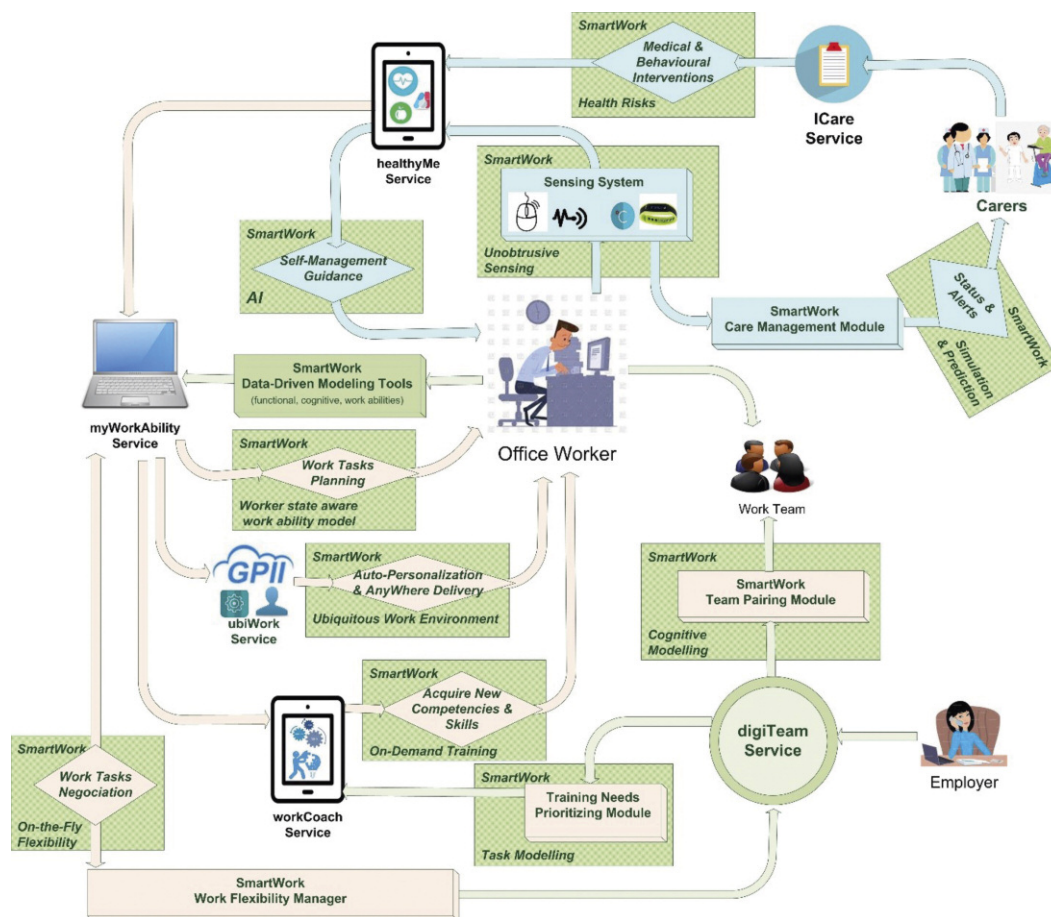 SmartWork
Medical &
Behavioural
Interventions
Health Risks
ICare
Service
healthyMe
Service
SmartWork
Sensing System
Unobtrusive
Sensing
Carers
SmartWork
Self-Management
Guidance
AI
SmartWork
Care Management Module
Status &
Alerts
SmartWork
Simulation
& Prediction
SmartWork
Data-Driven Modeling Tools
(functional, cognitive, work abilities)
myWorkAbility
Service
Office Worker
SmartWork
Work Tasks
Planning
Worker state aware
work ability model
Work Team
GPII
ubiWork
Service
SmartWork
Auto-Personalization
& AnyWhere Delivery
Ubiquitous Work Environment
SmartWork
SmartWork
Team Pairing Module
Cognitive
Modelling
SmartWork
Acquire New
Competencies &
Skills
On-Demand Training
digiTeam
Service
Employer
SmartWork
Work Tasks
Negociation
On-the-Fly
Flexibility
workCoach
Service
SmartWork
Training Needs
Prioritizing Module
Task Modelling
SmartWork
Work Flexibility Manager